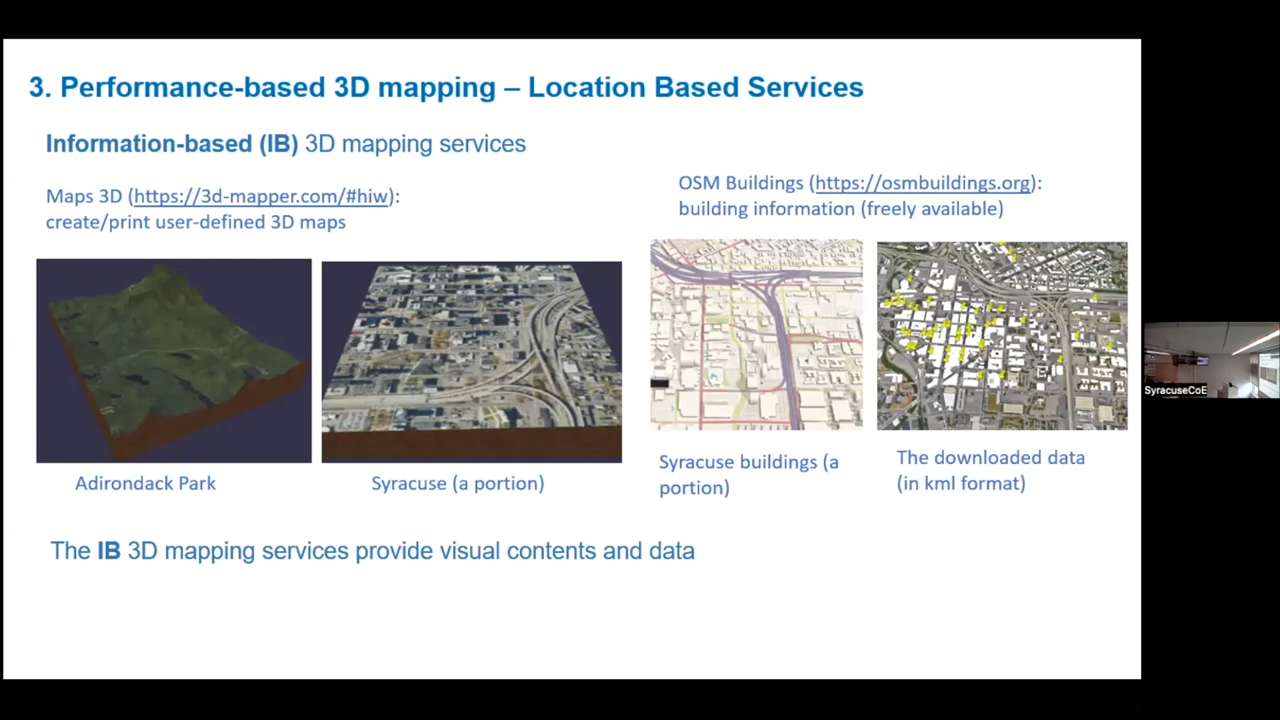 3. Performance-based 3D mapping – Location Based Services
Information-based (IB) 3D mapping services
Maps 3D (https://3d-mapper.com/#hiw):
create/print user-defined 3D maps
OSM Buildings (https://osmbuildings.org):
building information (freely available)
Adirondack Park
Syracuse (a portion)
Syracuse buildings (a
portion)
The downloaded data
(in kml format)
The IB 3D mapping services provide visual contents and data
SyracuseCoE